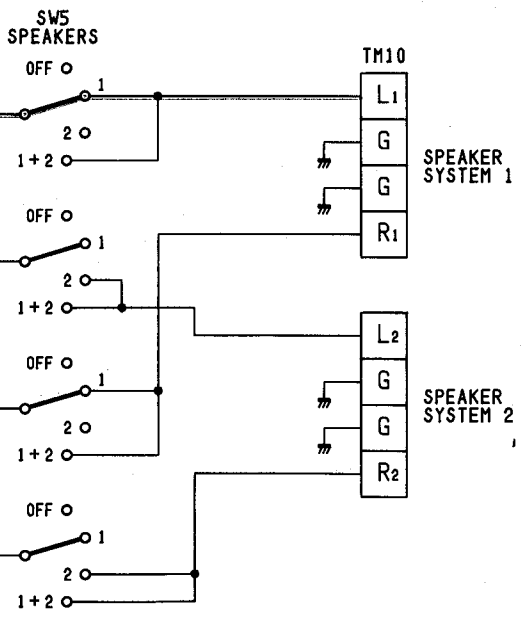 SW5
SPEAKERS
TM10
OFF
1
2
1+2
L1
G
G
R1
SPEAKER
SYSTEM 1
OFF
1
2
1+2
OFF
1
2
1+2
L2
G
G
R2
SPEAKER
SYSTEM 2
OFF
1
2
1+2